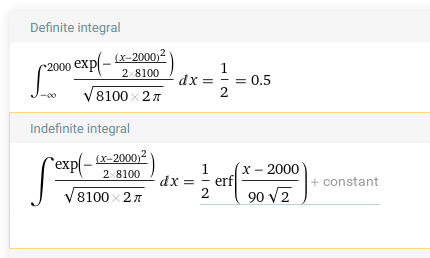 Definite integral
∫_{-∞}^{2000} exp(-(x-2000)^2/(2×8100))/√(8100×2π) dx = 1/2 = 0.5
Indefinite integral
∫ exp(-(x-2000)^2/(2×8100))/√(8100×2π) dx = 1/2 erf((x - 2000)/(90 √2)) + constant